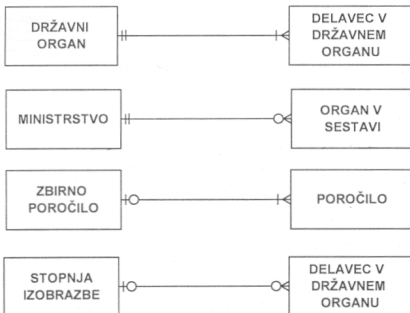 DRŽAVNI
ORGAN
DELAVEC V
DRŽAVNEM
ORGANU
MINISTRSTVO
ORGAN V
SESTAVI
ZBIRNO
POROČILO
POROČILO
STOPNJA
IZOBRAZBE
DELAVEC V
DRŽAVNEM
ORGANU